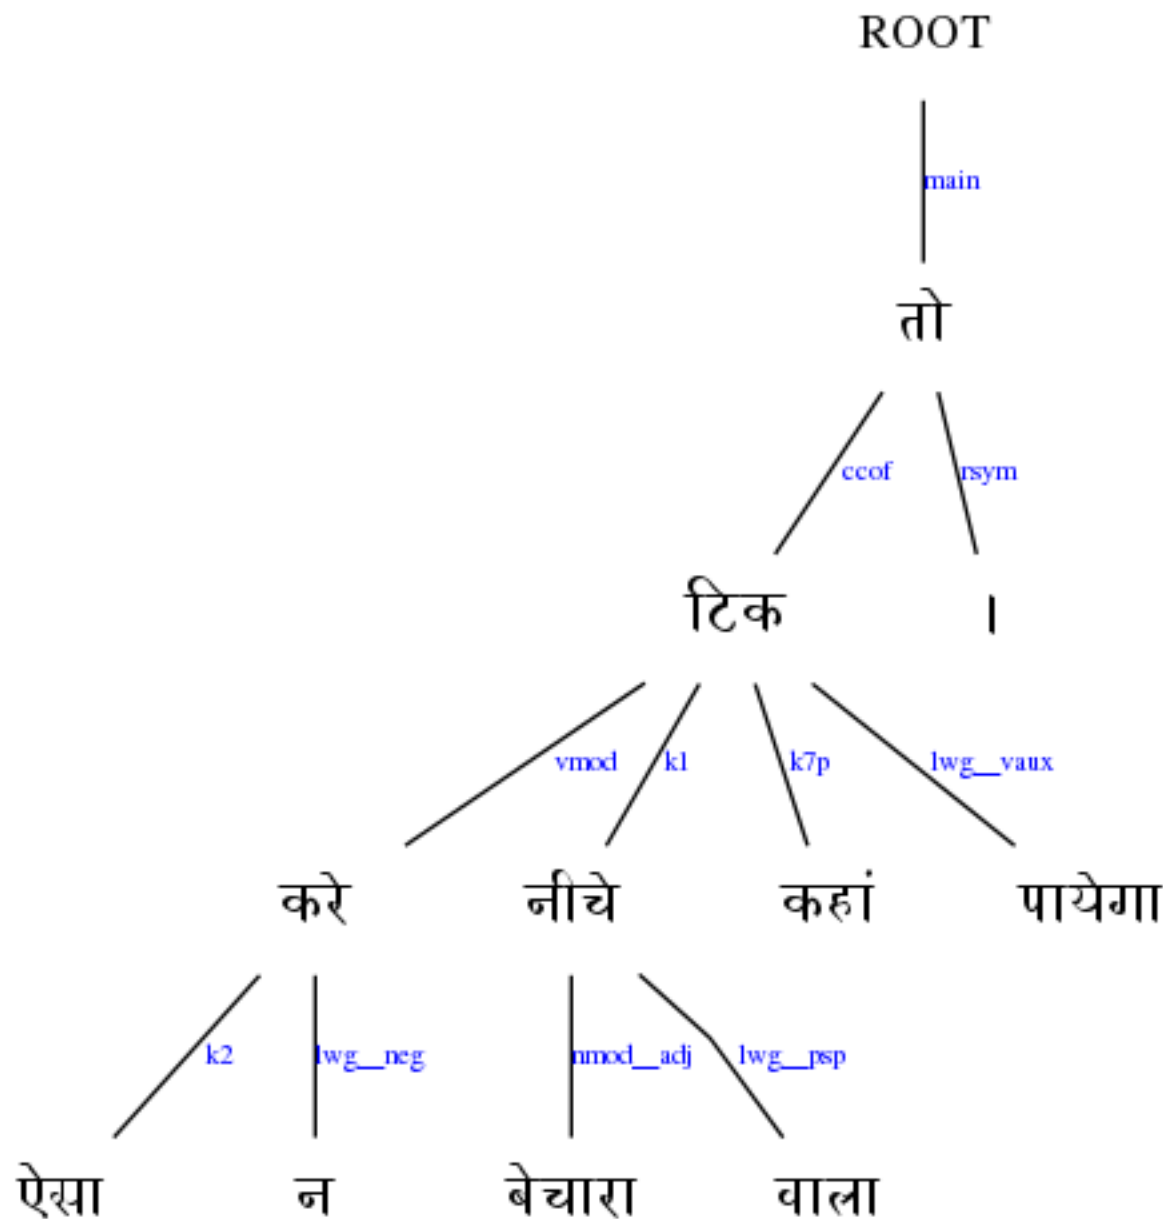 ROOT
main
तो
ccof rsym
टिक ।
vmod k1 k7p lwg__vaux
करे नीचे कहां पायेगा
k2 lwg__neg nmod__adj lwg__psp
ऐसा न बेचारा वाला